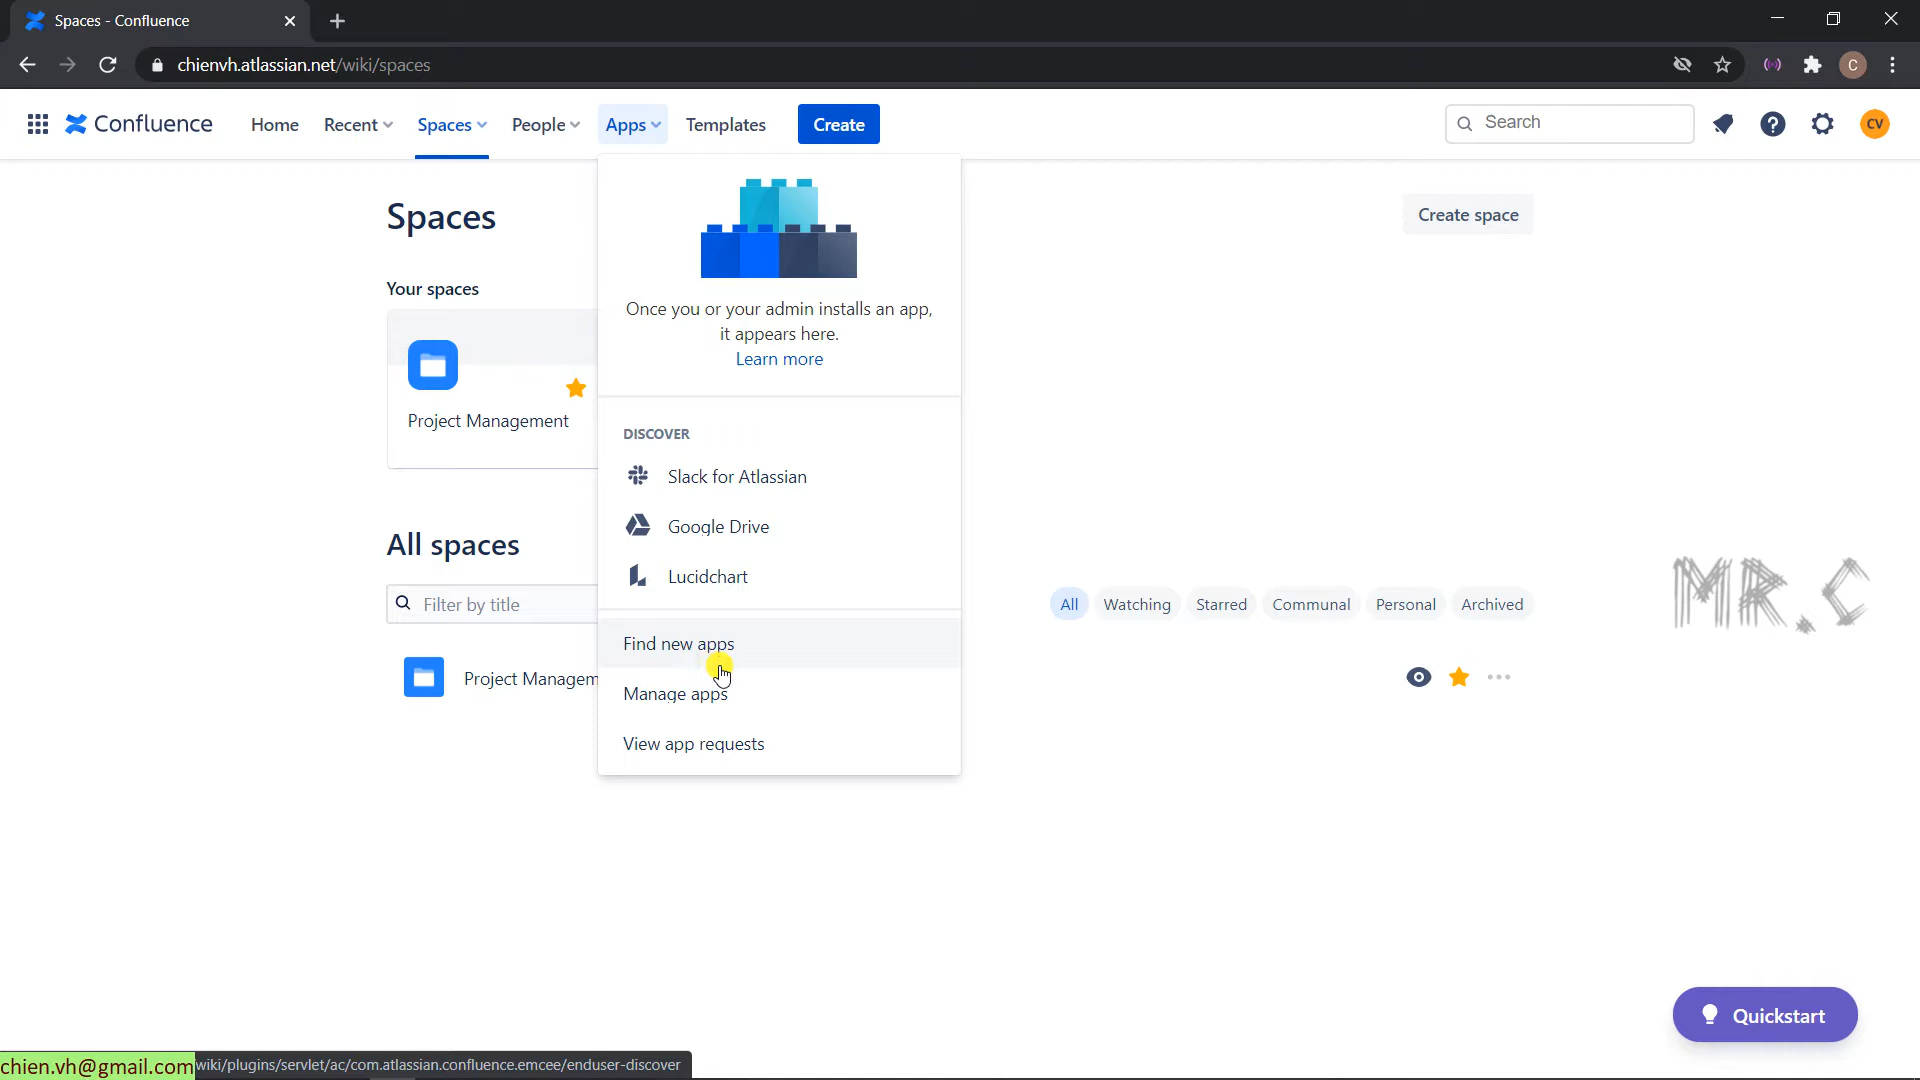 Spaces - Confluence
chienvh.atlassian.net/wiki/spaces
C
Confluence
Home
Recent
Spaces
People
Apps
Templates
Create
Search
CV
Spaces
Create space
Your spaces
Project Management
Once you or your admin installs an app,
it appears here.
Learn more
DISCOVER
Slack for Atlassian
Google Drive
Lucidchart
Find new apps
Manage apps
View app requests
All spaces
Filter by title
All
Watching
Starred
Communal
Personal
Archived
Project Managem
MR.C
Quickstart
chien.vh@gmail.com
wiki/plugins/servlet/ac/com.atlassian.confluence.emcee/enduser-discover